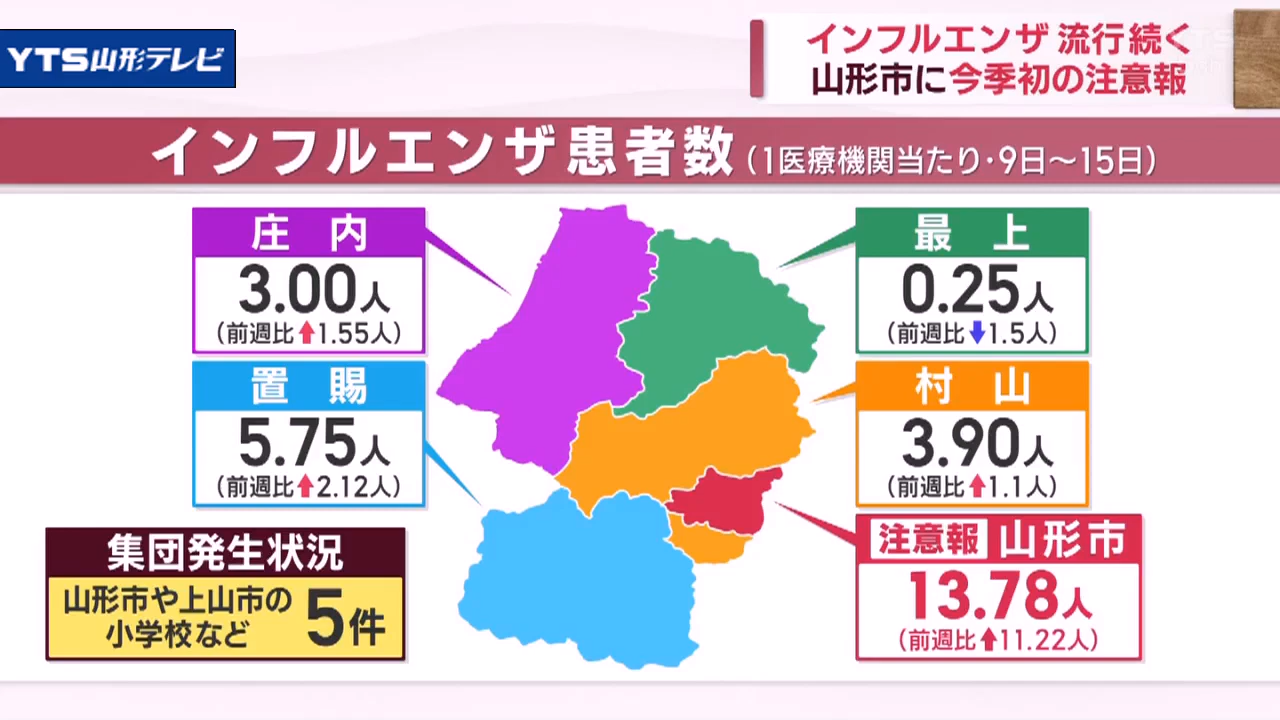 YTS山形テレビ
インフルエンザ 流行続く
山形市に今季初の注意報
インフルエンザ患者数(1医療機関当たり・9日〜15日)
庄内
3.00人
(前週比⬆1.55人)
最上
0.25人
(前週比⬇1.5人)
置賜
5.75人
(前週比⬆2.12人)
村山
3.90人
(前週比⬆1.1人)
注意報 山形市
13.78人
(前週比⬆11.22人)
集団発生状況
山形市や上山市の
小学校など
5件